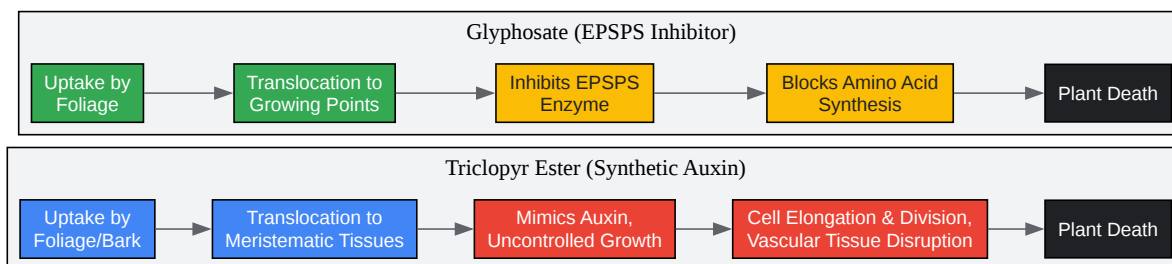 Glyphosate (EPSPS Inhibitor)
Uptake by
Foliage
Translocation to
Growing Points
Inhibits EPSPS
Enzyme
Blocks Amino Acid
Synthesis
Plant Death
Triclopyr Ester (Synthetic Auxin)
Uptake by
Foliage/Bark
Translocation to
Meristematic Tissues
Mimics Auxin,
Uncontrolled Growth
Cell Elongation & Division,
Vascular Tissue Disruption
Plant Death